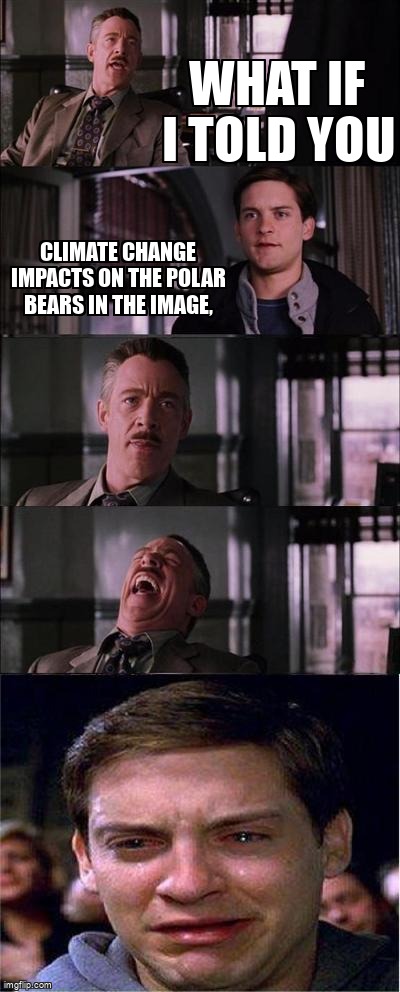 WHAT IF
I TOLD YOU
CLIMATE CHANGE
IMPACTS ON THE POLAR
BEARS IN THE IMAGE,
imgflip.com